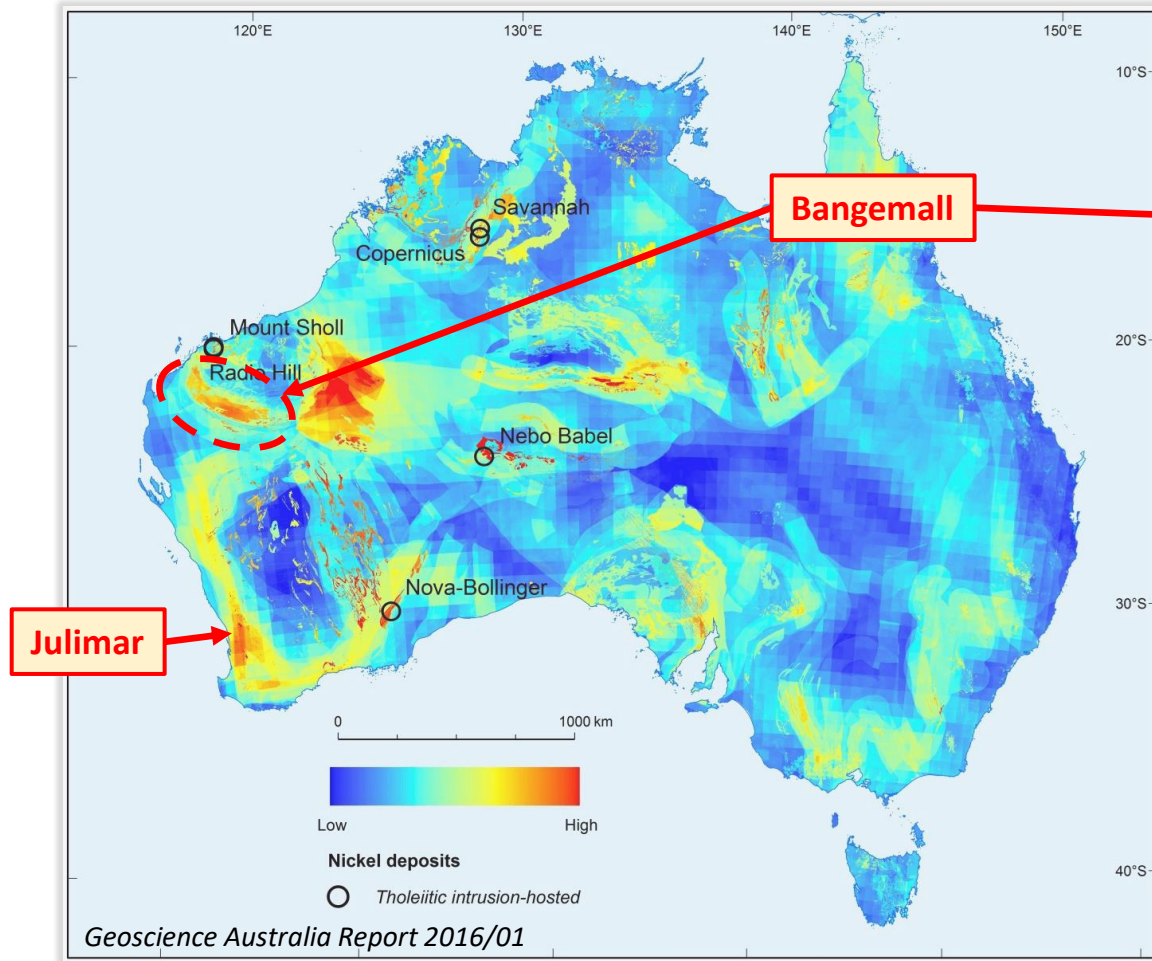 120°E
130°E
140°E
150°E
10°S
Savannah
Bangemall
Copernicus
Mount Sholl
20°S
Radio Hill
Nebo Babel
Nova-Bollinger
30°S
Julimar
0
1000 km
Low
High
Nickel deposits
Tholeiitic intrusion-hosted
40°S
Geoscience Australia Report 2016/01